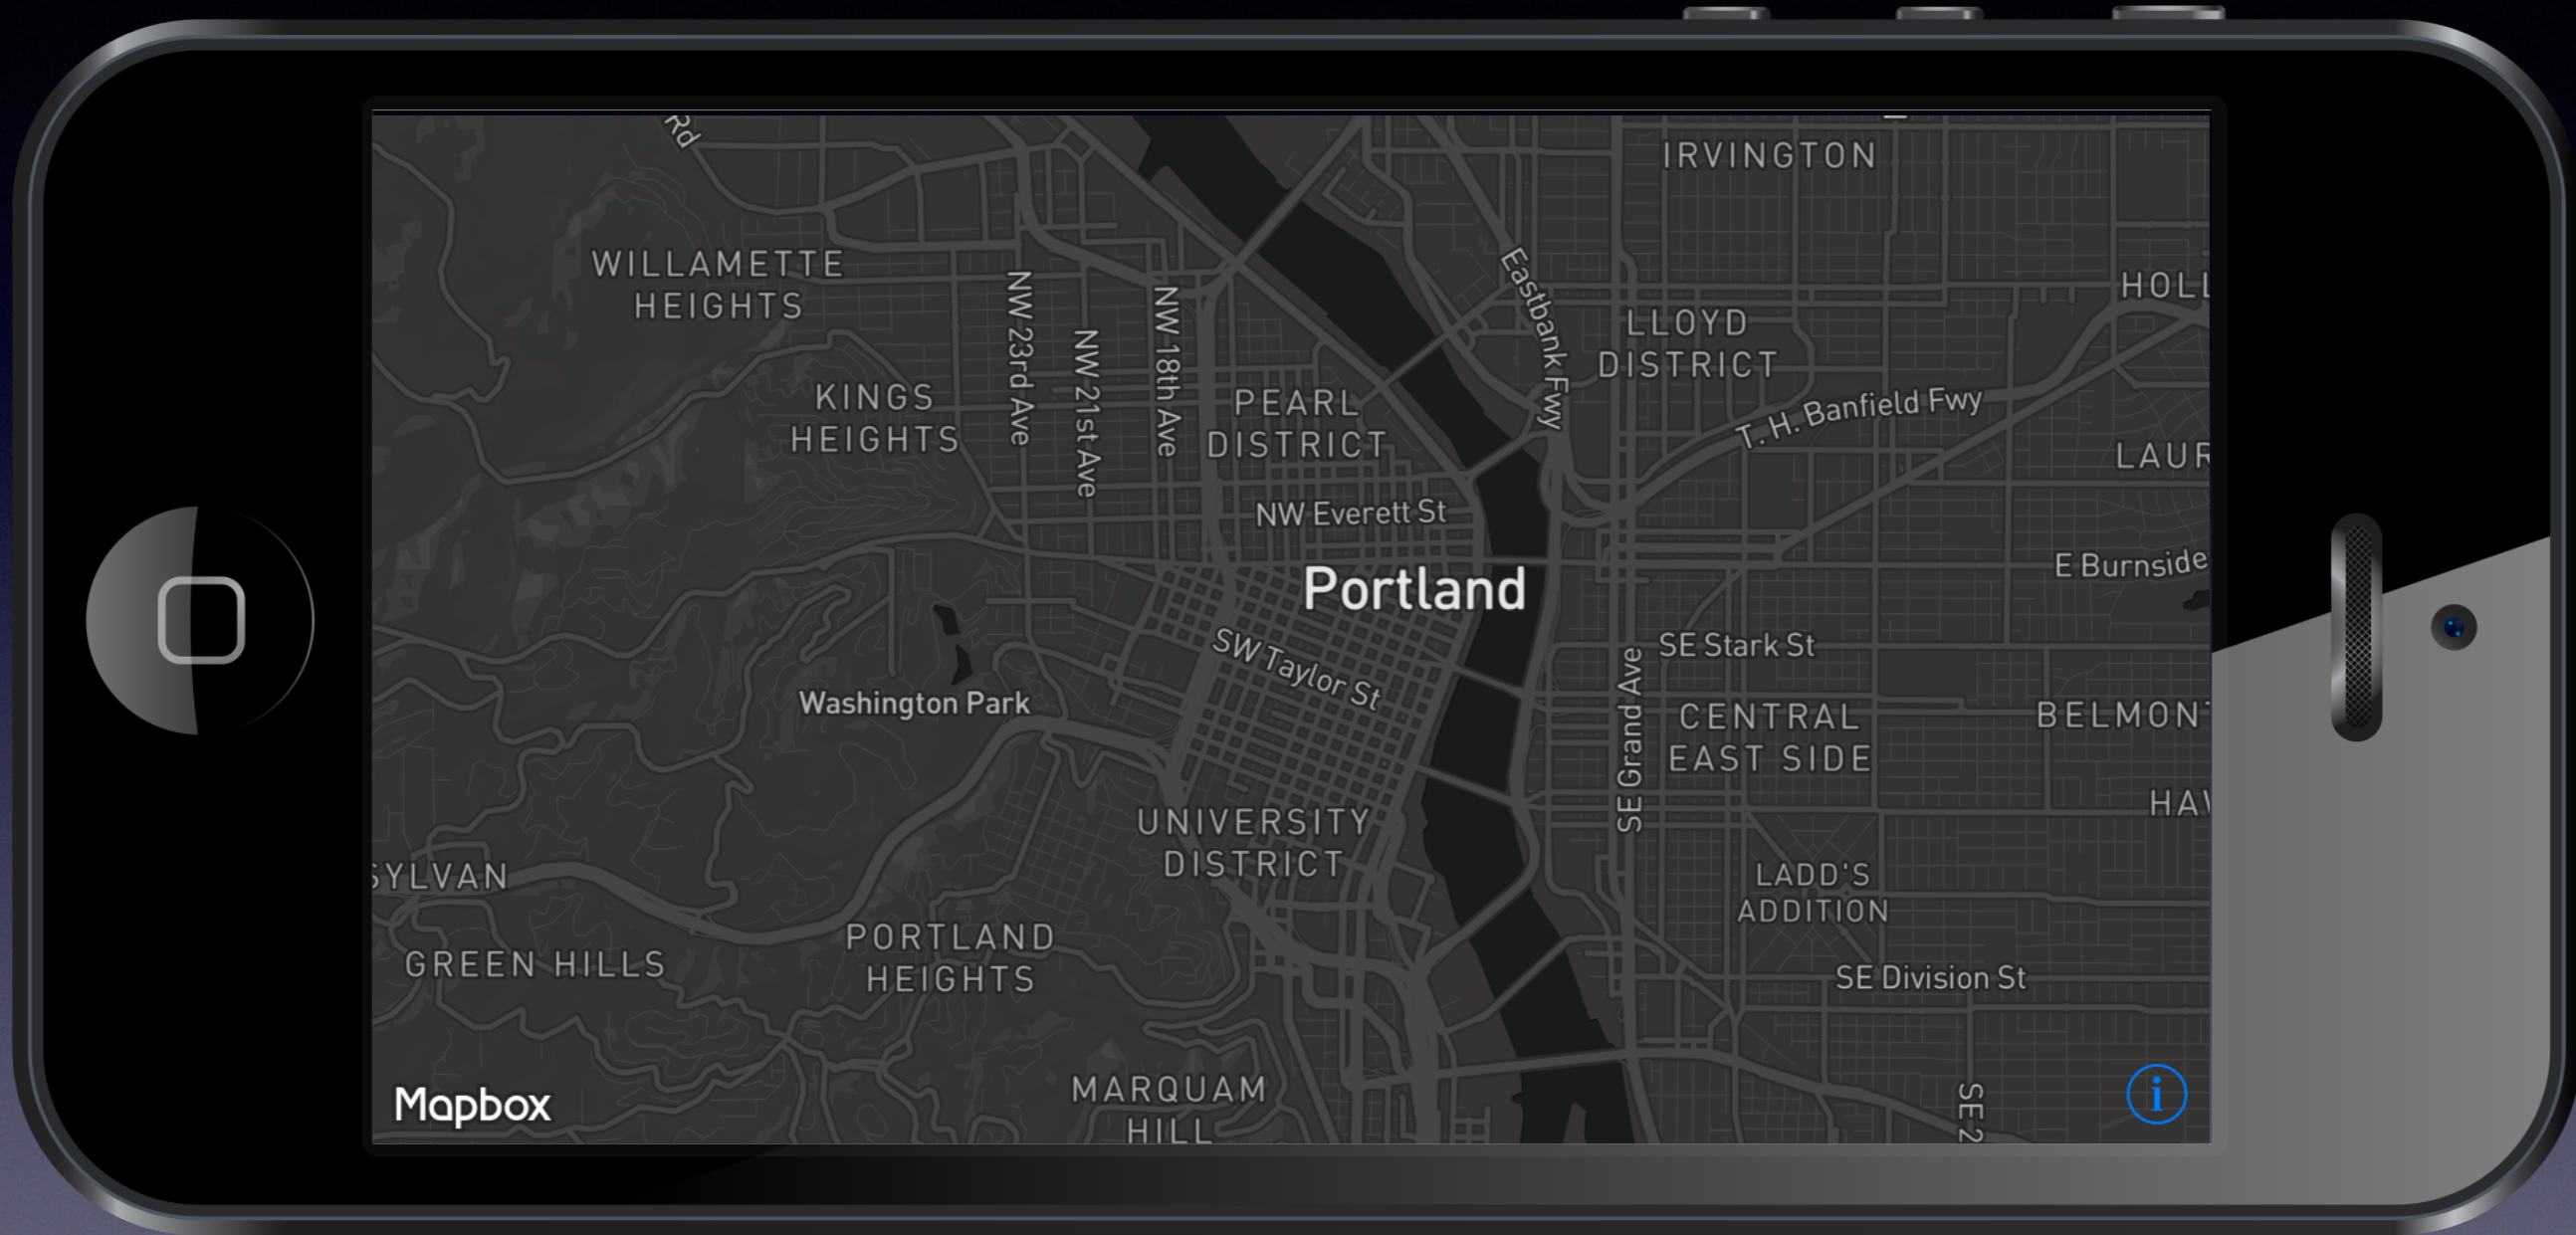 Rd
IRVINGTON
WILLAMETTE
HEIGHTS
HOLL
NW 23rd Ave
NW 21st Ave
NW 18th Ave
Eastbank Fwy
LLOYD
DISTRICT
KINGS
HEIGHTS
PEARL
DISTRICT
T. H. Banfield Fwy
LAUR
NW Everett St
E Burnside
Portland
SW Taylor St
SE Stark St
Washington Park
SE Grand Ave
CENTRAL
EAST SIDE
BELMONT
HAW
UNIVERSITY
DISTRICT
SYLVAN
LADD'S
ADDITION
PORTLAND
HEIGHTS
GREEN HILLS
SE Division St
MARQUAM
HILL
SE 2
Mapbox
i